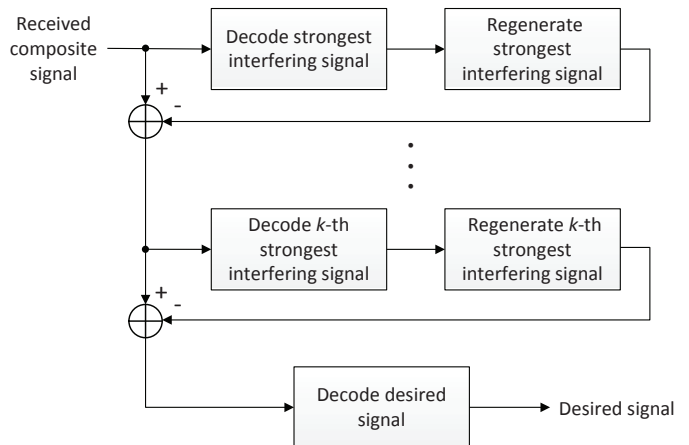 Received
composite
signal
Decode strongest
interfering signal
Regenerate
strongest
interfering signal
+
-
Decode k-th
strongest
interfering signal
Regenerate k-th
strongest
interfering signal
+
-
Decode desired
signal
Desired signal